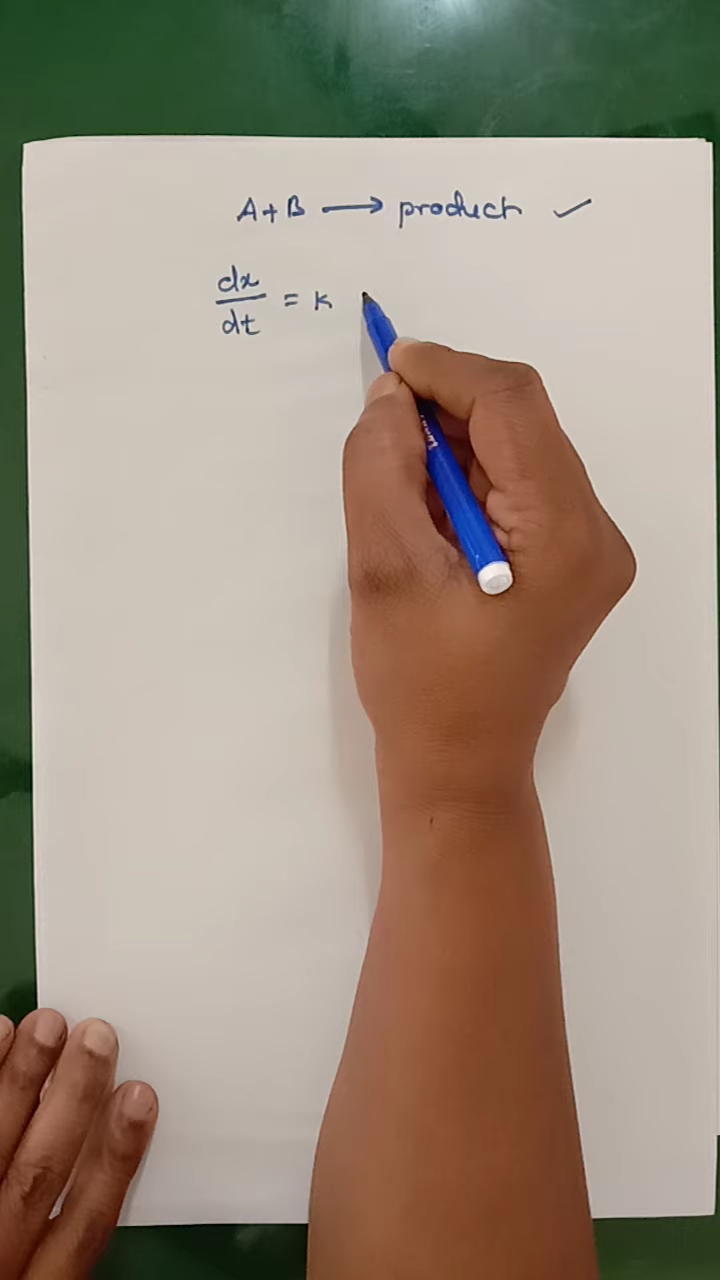 A + B ⟶ product ✓
dx/dt = K